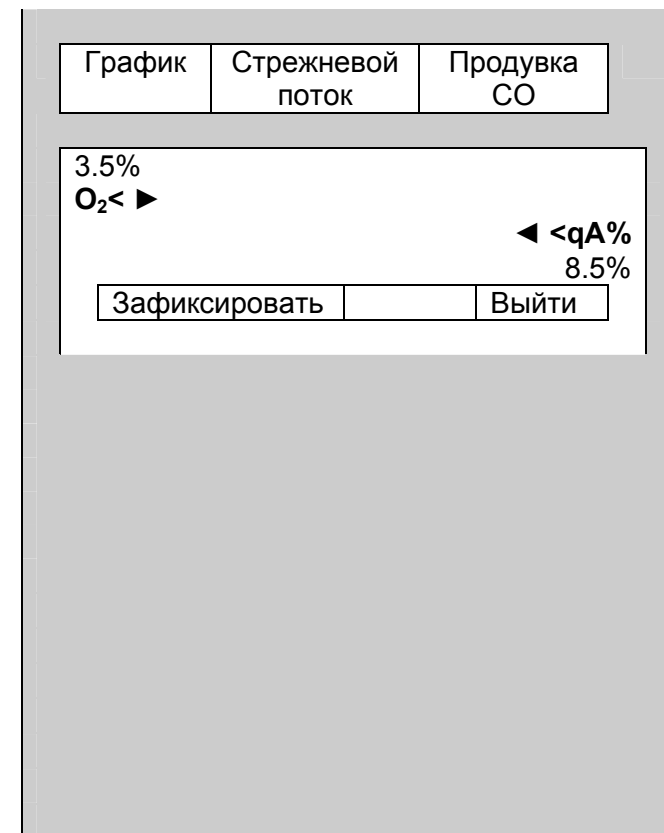 График Стрежневой Продувка
поток CO
3.5%
O₂< ►
◄ <qA%
8.5%
Зафиксировать Выйти